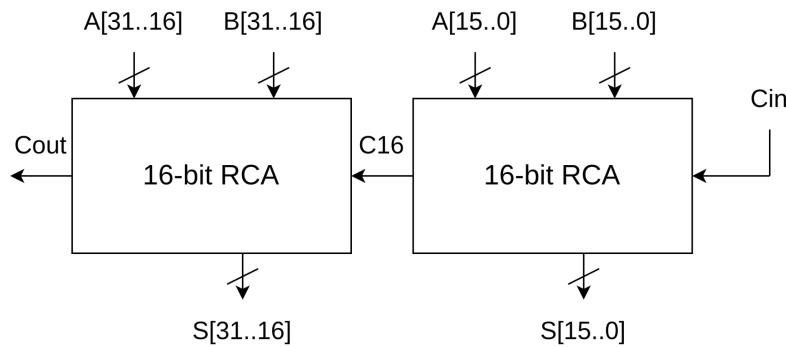 A[31..16] B[31..16] A[15..0] B[15..0]
Cin
Cout C16
16-bit RCA 16-bit RCA
S[31..16] S[15..0]